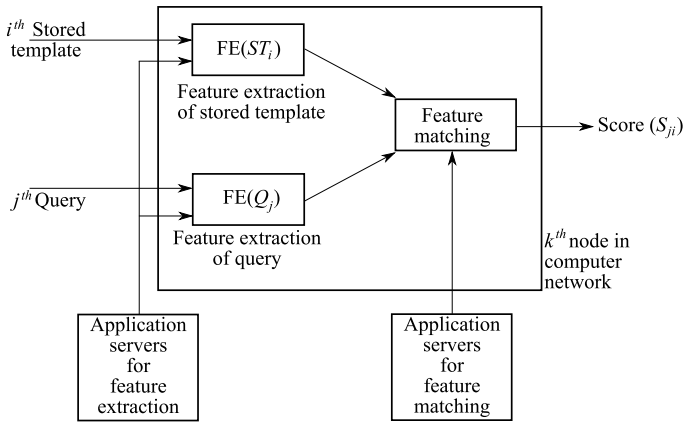 i^th Stored
template
FE(ST_i)
Feature extraction
of stored template
Feature
matching
Score (S_ji)
j^th Query
FE(Q_j)
Feature extraction
of query
k^th node in
computer
network
Application
servers
for
feature
extraction
Application
servers
for
feature
matching